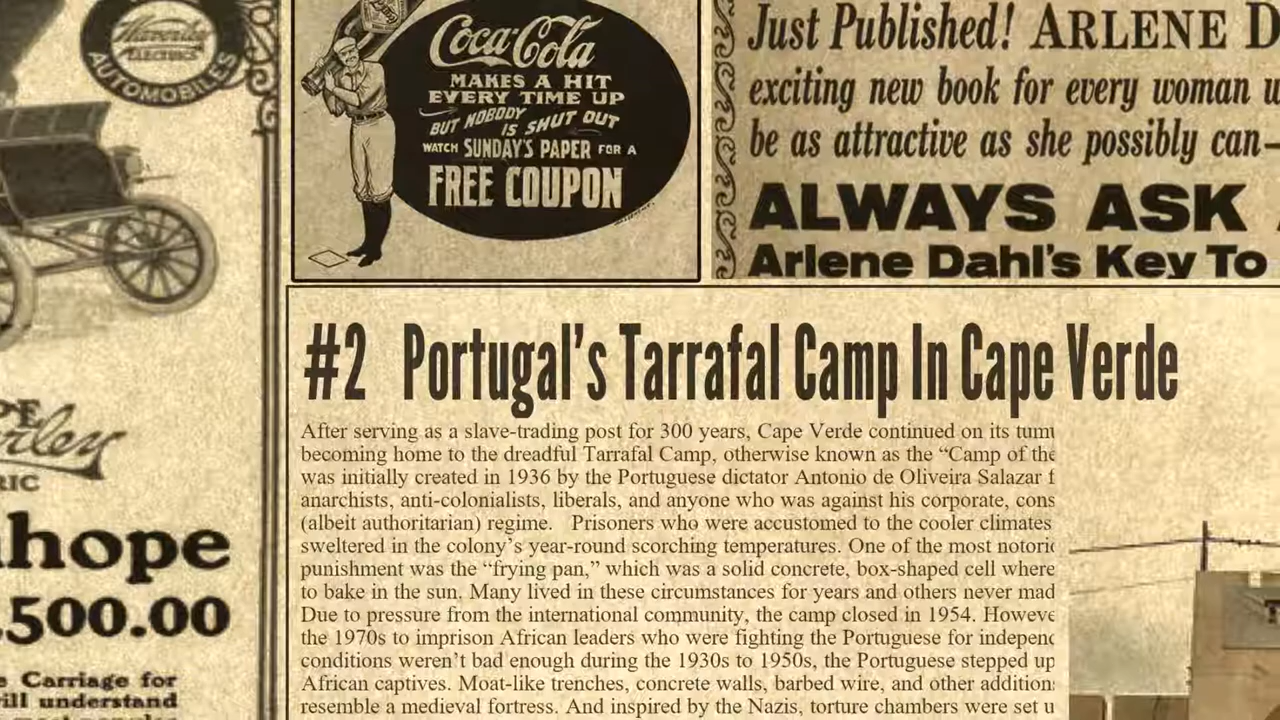 Waverley
ELECTRICS
AUTOMOBILES
RIC
hope
.500.00
Carriage for
ill understand
Coca-Cola
MAKES A HIT
EVERY TIME UP
BUT NOBODY
IS SHUT OUT
WATCH SUNDAY'S PAPER FOR A
FREE COUPON
Just Published! ARLENE D
exciting new book for every woman
be as attractive as she possibly can—
ALWAYS ASK
Arlene Dahl's Key To
#2 Portugal's Tarrafal Camp In Cape Verde
After serving as a slave-trading post for 300 years, Cape Verde continued on its tumu
becoming home to the dreadful Tarrafal Camp, otherwise known as the “Camp of the
was initially created in 1936 by the Portuguese dictator Antonio de Oliveira Salazar f
anarchists, anti-colonialists, liberals, and anyone who was against his corporate, cons
(albeit authoritarian) regime. Prisoners who were accustomed to the cooler climates
sweltered in the colony’s year-round scorching temperatures. One of the most notorio
punishment was the “frying pan,” which was a solid concrete, box-shaped cell where
to bake in the sun. Many lived in these circumstances for years and others never mad
Due to pressure from the international community, the camp closed in 1954. Howeve
the 1970s to imprison African leaders who were fighting the Portuguese for independ
conditions weren’t bad enough during the 1930s to 1950s, the Portuguese stepped up
African captives. Moat-like trenches, concrete walls, barbed wire, and other addition
resemble a medieval fortress. And inspired by the Nazis, torture chambers were set u